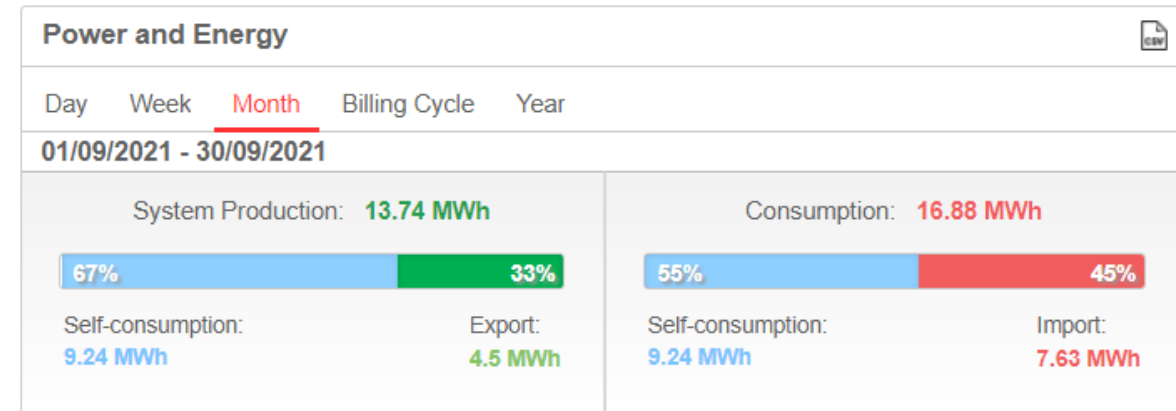 Power and Energy
CSV
Day Week Month Billing Cycle Year
01/09/2021 - 30/09/2021
System Production: 13.74 MWh
67% 33%
Self-consumption: Export:
9.24 MWh 4.5 MWh
Consumption: 16.88 MWh
55% 45%
Self-consumption: Import:
9.24 MWh 7.63 MWh